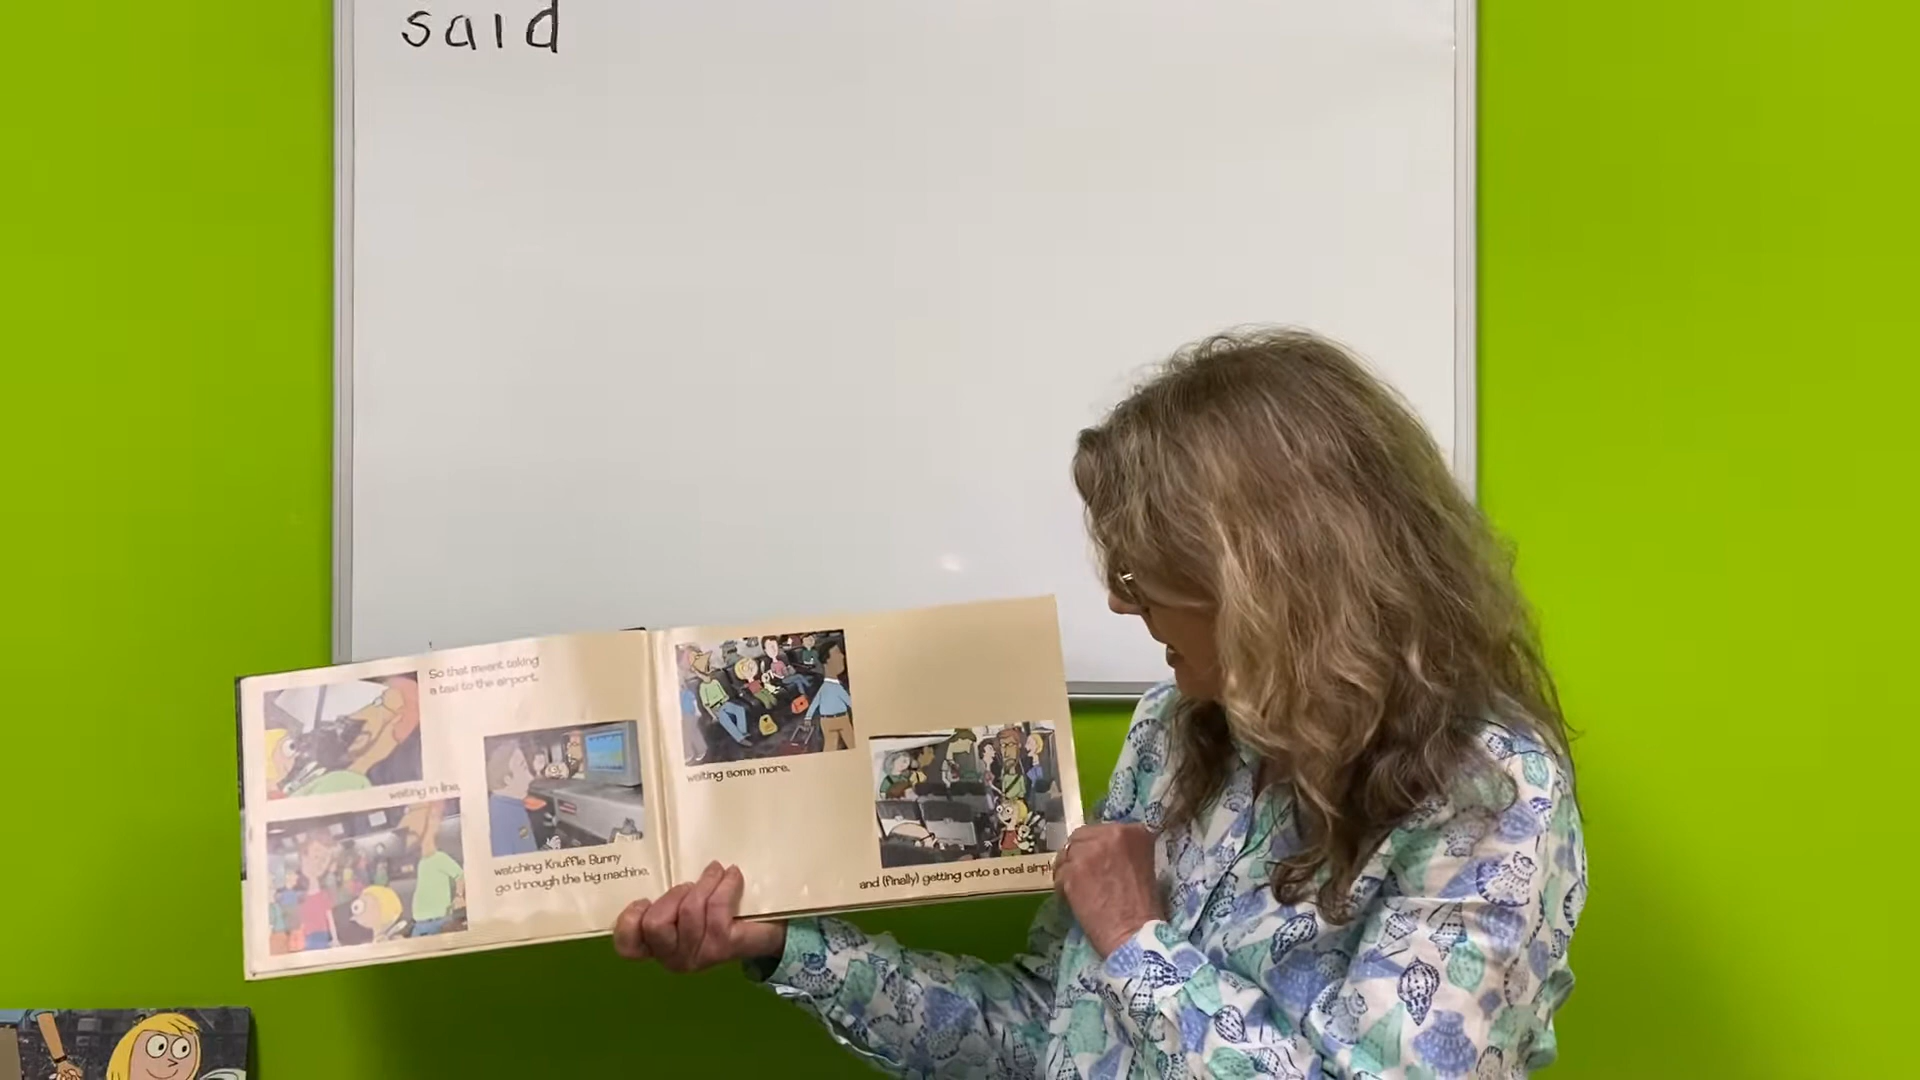 said
So that meant taking
a taxi to the airport,
waiting in line,
watching Knuffle Bunny
go through the big machine,
waiting some more,
and (finally) getting onto a real